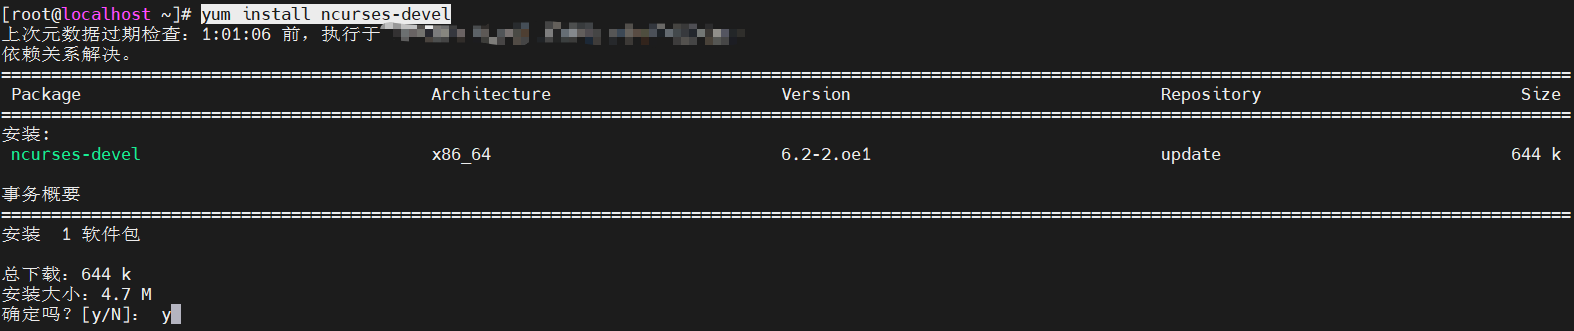 [root@localhost ~]# yum install ncurses-devel
上次元数据过期检查：1:01:06 前，执行于
依赖关系解决。
================================================================================
Package Architecture Version Repository Size
================================================================================
安装:
ncurses-devel x86_64 6.2-2.oe1 update 644 k
事务概要
================================================================================
安装 1 软件包
总下载：644 k
安装大小：4.7 M
确定吗？[y/N]： y